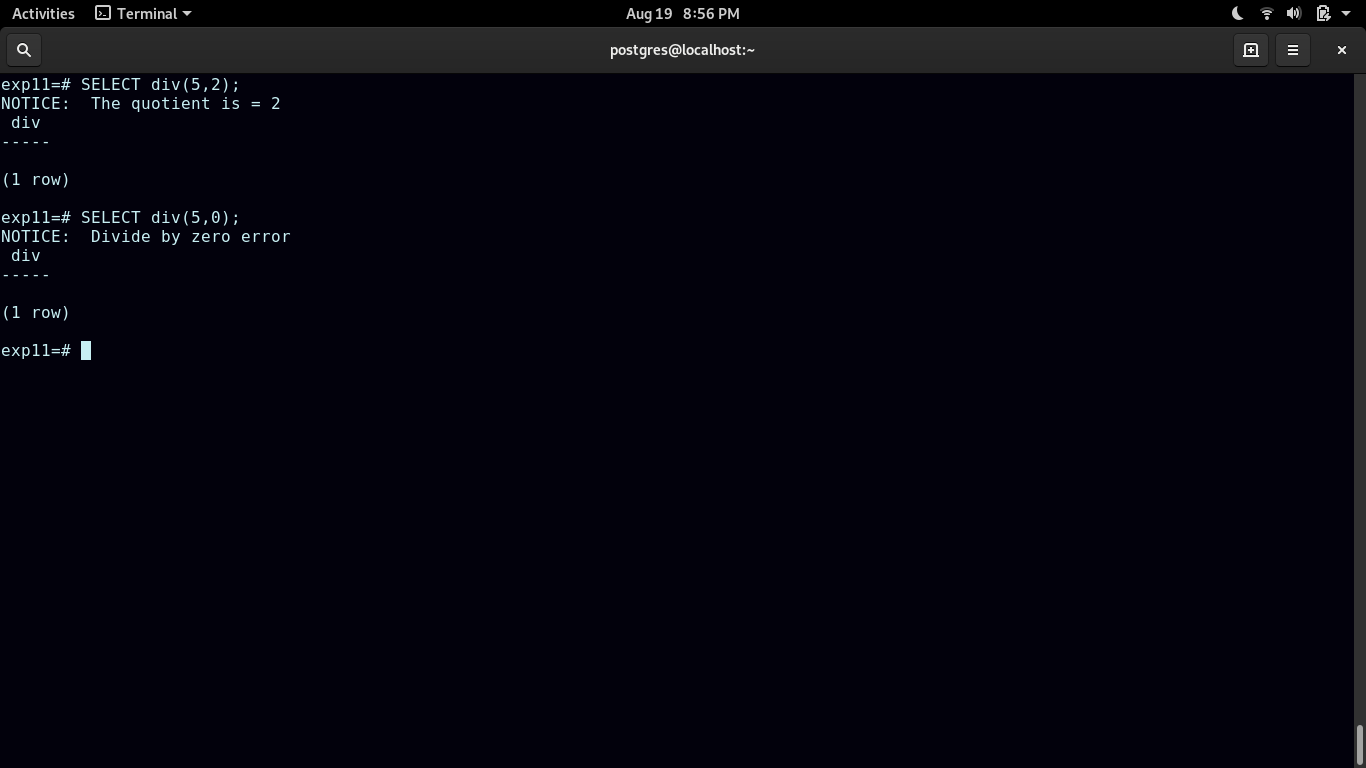 Activities Terminal Aug 19 8:56 PM
postgres@localhost:~
exp11=# SELECT div(5,2);
NOTICE:  The quotient is = 2
 div
-----

(1 row)

exp11=# SELECT div(5,0);
NOTICE:  Divide by zero error
 div
-----

(1 row)

exp11=#